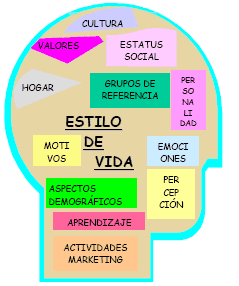 CULTURA
VALORES
ESTATUS
SOCIAL
HOGAR
GRUPOS DE
REFERENCIA
PER
SO
NA
LI
DAD
ESTILO
DE
VIDA
MOTI
VOS
EMOCI
ONES
PER
CEP
CIÓN
ASPECTOS
DEMOGRÁFICOS
APRENDIZAJE
ACTIVIDADES
MARKETING